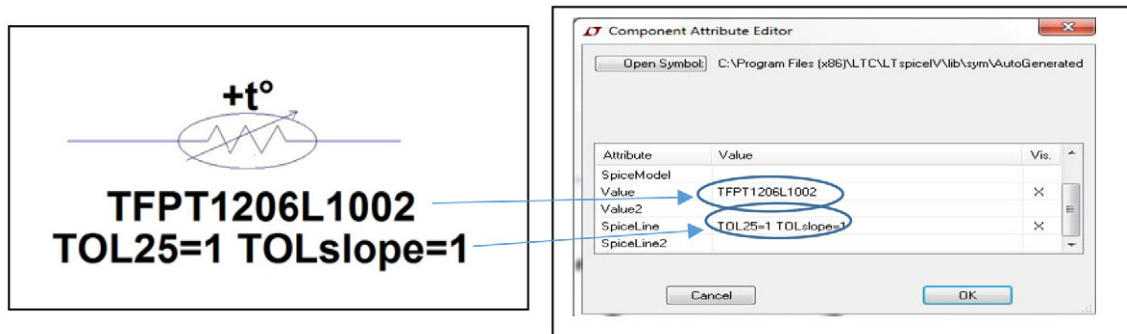 +t°
TFPT1206L1002
TOL25=1 TOLslope=1
Component Attribute Editor
Open Symbol: C:\Program Files (x86)\LTC\LTspiceIV\lib\sym\AutoGenerated
Attribute Value Vis.
SpiceModel
Value TFPT1206L1002 X
Value2
SpiceLine TOL25=1 TOLslope=1 X
SpiceLine2
Cancel OK